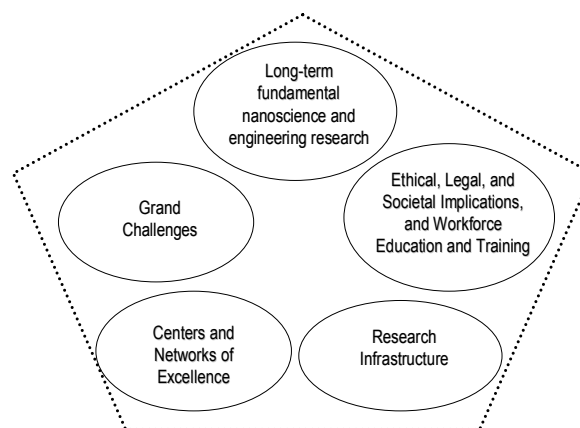 Long-term
fundamental
nanoscience and
engineering research
Ethical, Legal, and
Societal Implications,
and Workforce
Education and Training
Grand
Challenges
Centers and
Networks of
Excellence
Research
Infrastructure